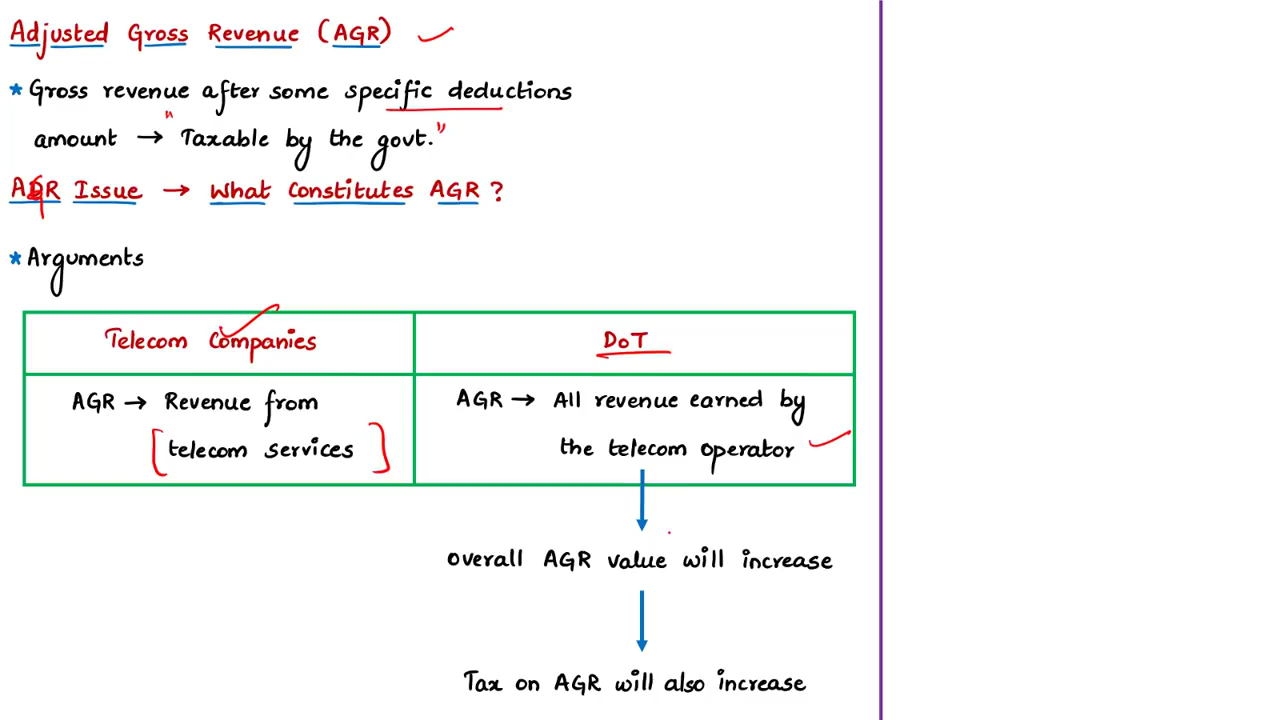 Adjusted Gross Revenue (AGR)
* Gross revenue after some specific deductions
amount → "Taxable by the govt."
AGR Issue → What Constitutes AGR ?
* Arguments
Telecom Companies
DoT
AGR → Revenue from
[telecom services]
AGR → All revenue earned by
the telecom operator
overall AGR value will increase
Tax on AGR will also increase